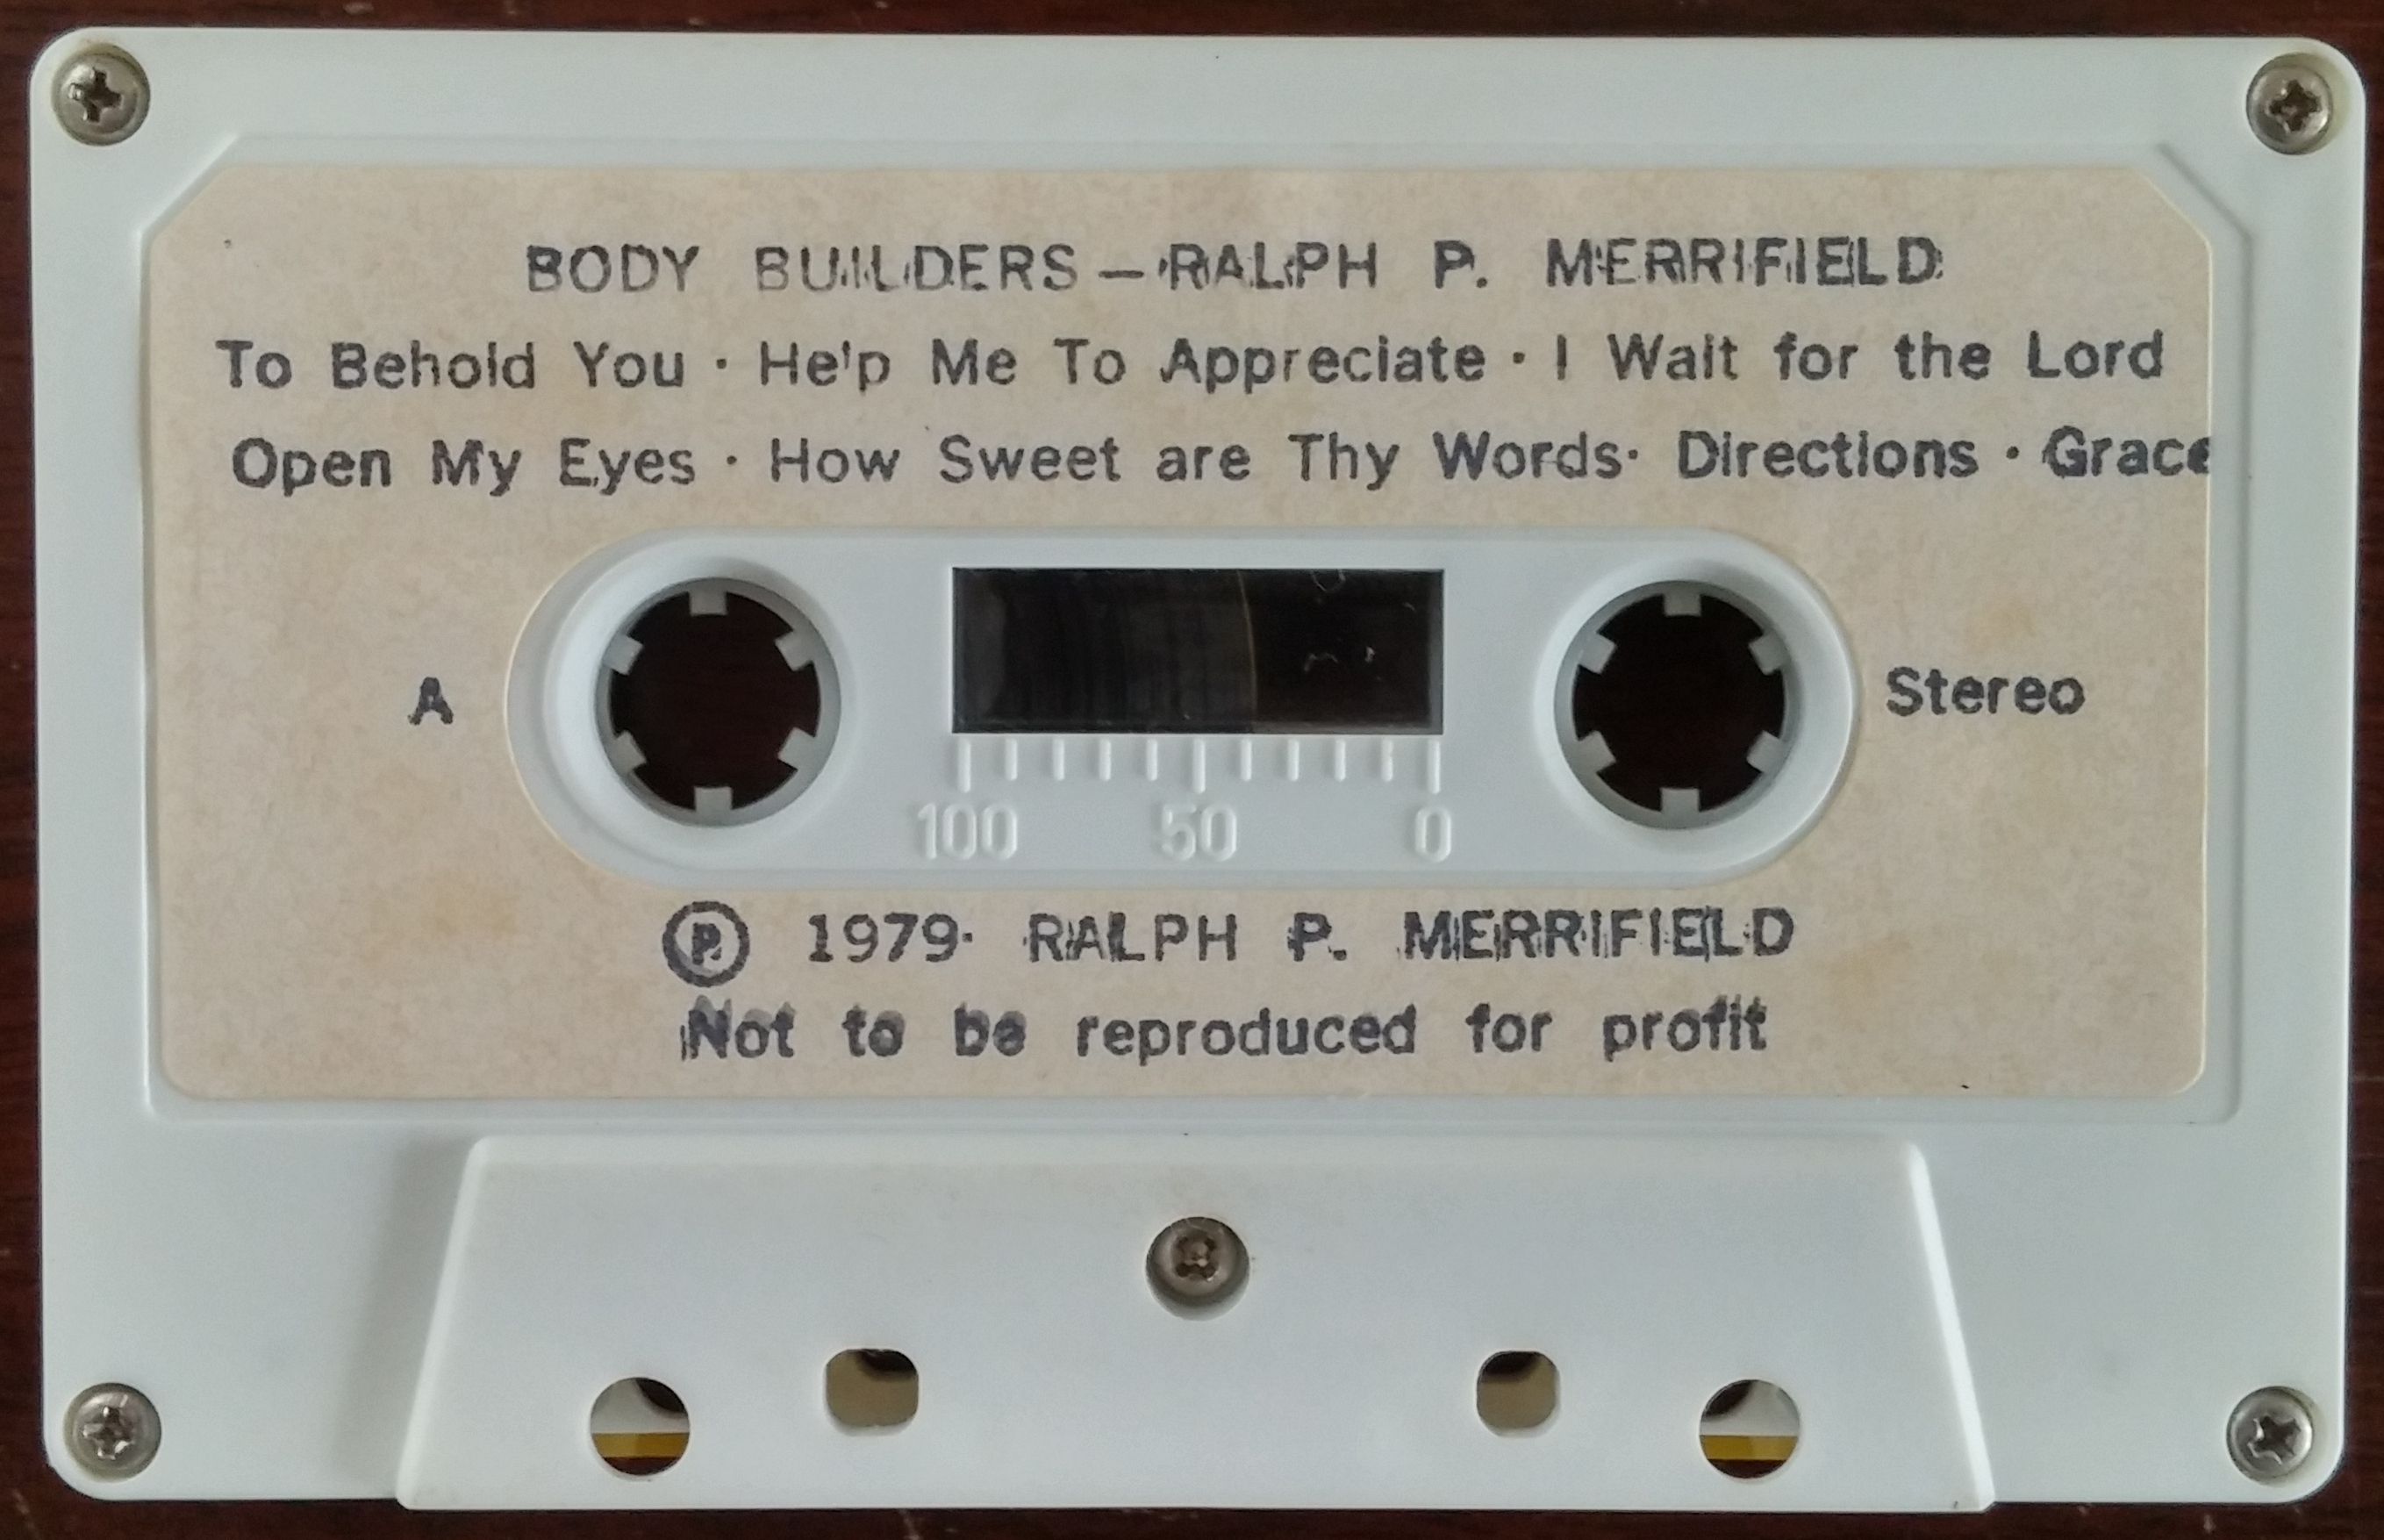 BODY BUILDERS — RALPH P. MERRIFIELD
To Behold You · Help Me To Appreciate · I Wait for the Lord
Open My Eyes · How Sweet are Thy Words · Directions · Grace
A
Stereo
100 50 0
Ⓟ 1979 RALPH P. MERRIFIELD
Not to be reproduced for profit